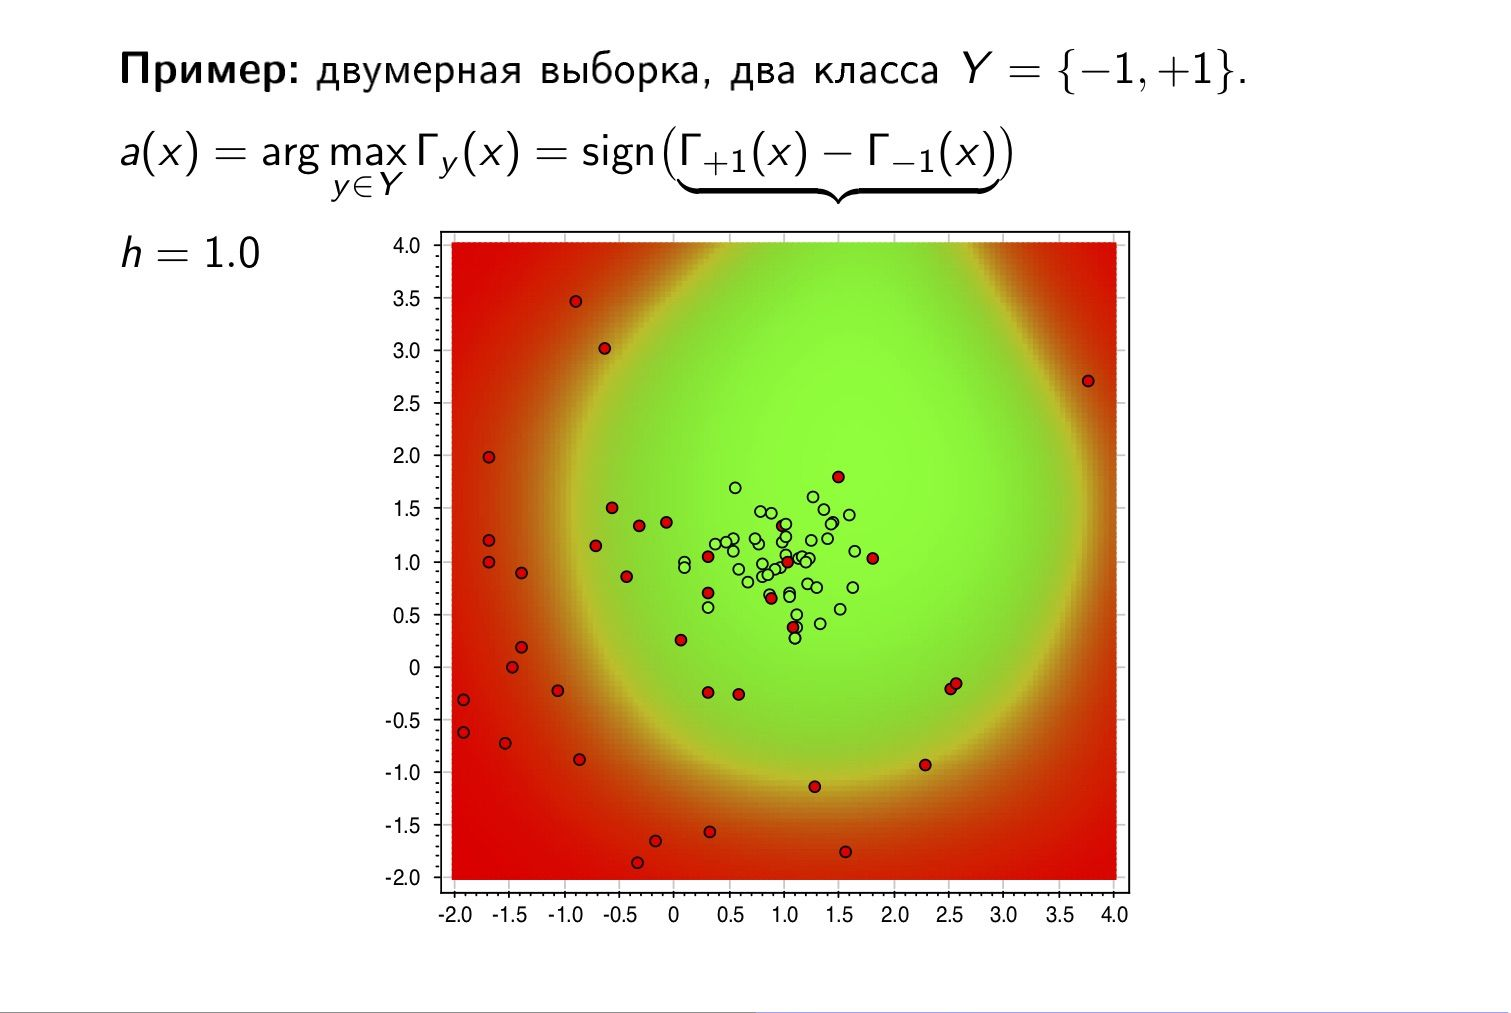 Пример: двумерная выборка, два класса Y = {−1, +1}.
a(x) = arg max Γ_y(x) = sign(Γ_{+1}(x) − Γ_{−1}(x))
y∈Y
h = 1.0
4.0
3.5
3.0
2.5
2.0
1.5
1.0
0.5
0
-0.5
-1.0
-1.5
-2.0
-2.0 -1.5 -1.0 -0.5 0 0.5 1.0 1.5 2.0 2.5 3.0 3.5 4.0